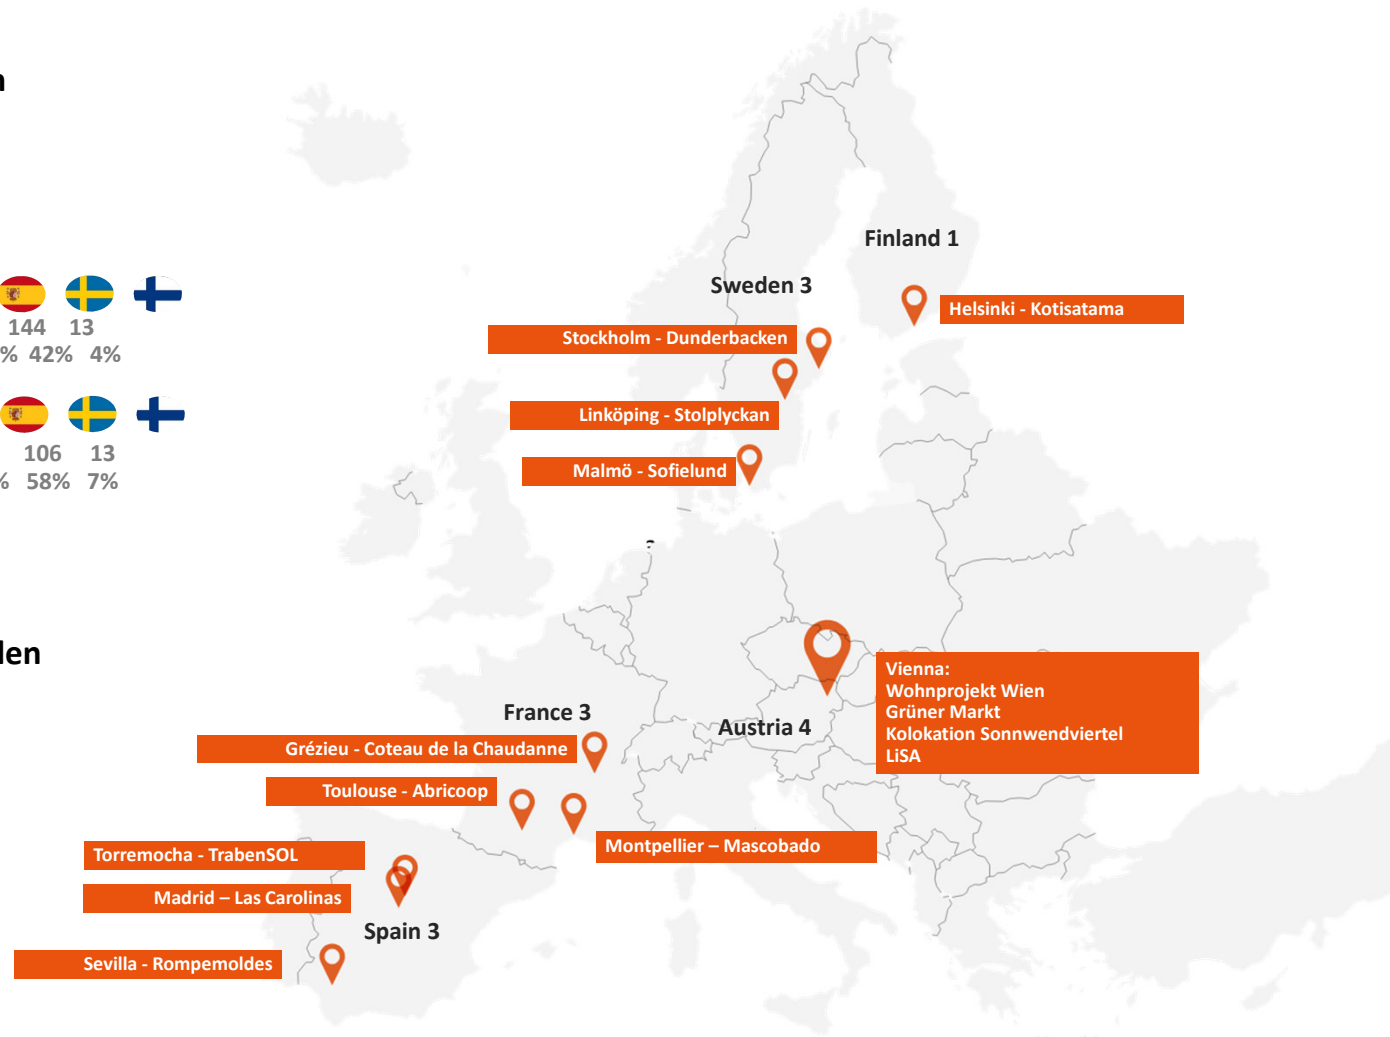 Finland 1
Sweden 3
Helsinki - Kotisatama
144 13
% 42% 4%
Stockholm - Dunderbacken
Linköping - Stolplyckan
106 13
% 58% 7%
Malmö - Sofielund
Vienna:
Wohnprojekt Wien
Grüner Markt
Kolokation Sonnwendviertel
LiSA
France 3
Austria 4
Grézieu - Coteau de la Chaudanne
Toulouse - Abricoop
Montpellier – Mascobado
Torremocha - TrabenSOL
Madrid – Las Carolinas
Spain 3
Sevilla - Rompemoldes